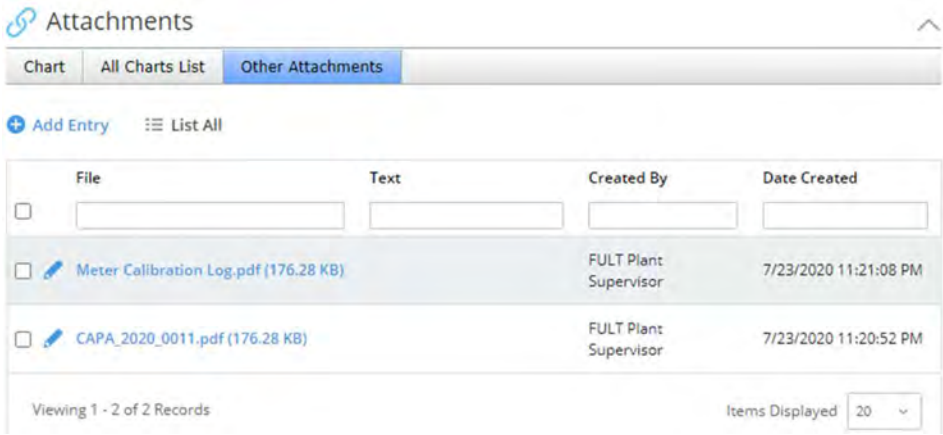 Attachments
Chart All Charts List Other Attachments
Add Entry List All
File Text Created By Date Created
Meter Calibration Log.pdf (176.28 KB) FULT Plant Supervisor 7/23/2020 11:21:08 PM
CAPA_2020_0011.pdf (176.28 KB) FULT Plant Supervisor 7/23/2020 11:20:52 PM
Viewing 1 - 2 of 2 Records Items Displayed 20